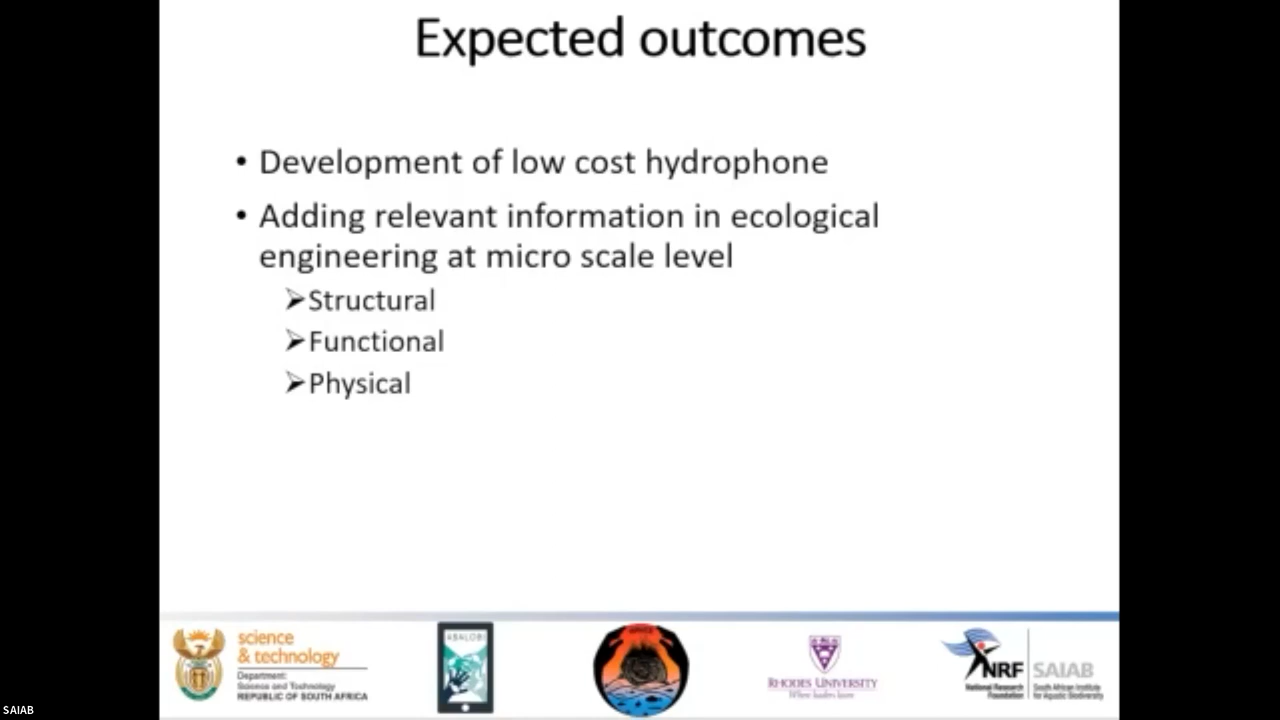 Expected outcomes
• Development of low cost hydrophone
• Adding relevant information in ecological
engineering at micro scale level
➢Structural
➢Functional
➢Physical
science
& technology
Department:
Science and Technology
REPUBLIC OF SOUTH AFRICA
ABALOBI
RHODES UNIVERSITY
Where leaders learn
NRF
National Research
Foundation
SAIAB
South African Institute
for Aquatic Biodiversity
SAIAB